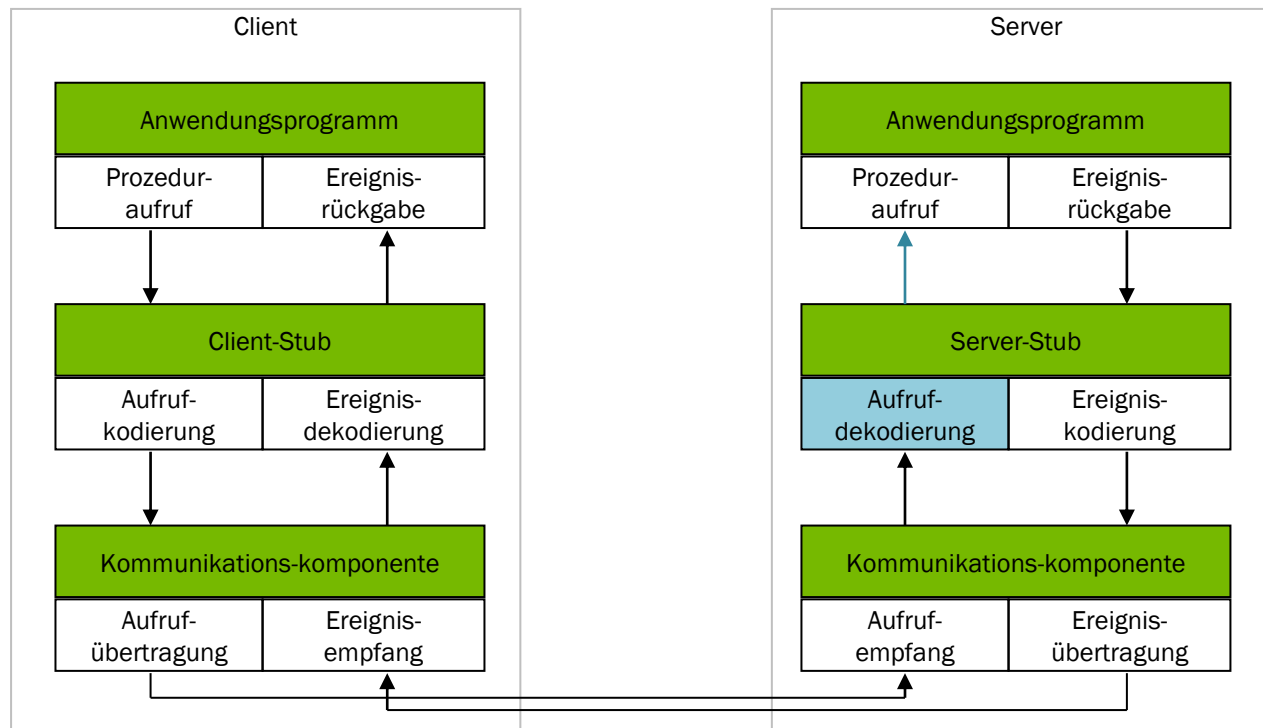 Client
Anwendungsprogramm
Prozedur-
aufruf
Ereignis-
rückgabe
Client-Stub
Aufruf-
kodierung
Ereignis-
dekodierung
Kommunikations-komponente
Aufruf-
übertragung
Ereignis-
empfang
Server
Anwendungsprogramm
Prozedur-
aufruf
Ereignis-
rückgabe
Server-Stub
Aufruf-
dekodierung
Ereignis-
kodierung
Kommunikations-komponente
Aufruf-
empfang
Ereignis-
übertragung